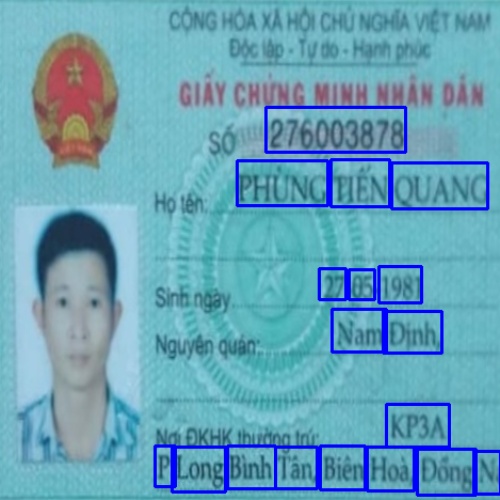 CỘNG HÒA XÃ HỘI CHỦ NGHĨA VIỆT NAM
Độc lập - Tự do - Hạnh phúc
GIẤY CHỨNG MINH NHÂN DÂN
SỐ 276003878
Họ tên: PHÙNG TIẾN QUANG
Sinh ngày 27-05-1981
Nguyên quán: Nam Định,
Nơi ĐKHK thường trú: KP3A
P Long Bình Tân, Biên Hoà, Đồng